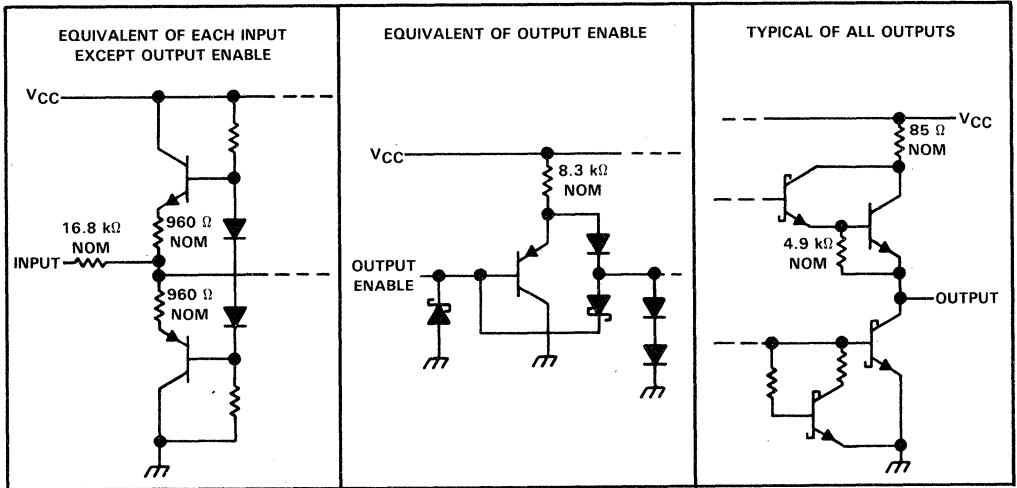 EQUIVALENT OF EACH INPUT
EXCEPT OUTPUT ENABLE
VCC
16.8 kΩ
NOM
INPUT
960 Ω
NOM
960 Ω
NOM
EQUIVALENT OF OUTPUT ENABLE
VCC
8.3 kΩ
NOM
OUTPUT
ENABLE
TYPICAL OF ALL OUTPUTS
VCC
85 Ω
NOM
4.9 kΩ
NOM
OUTPUT